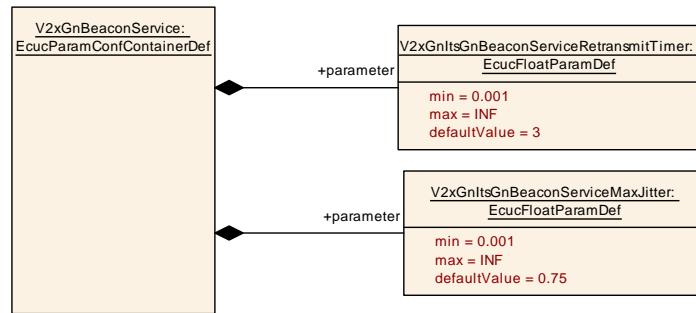 V2xGnBeaconService:
EcucParamConfContainerDef
+parameter
V2xGnItsGnBeaconServiceRetransmitTimer:
EcucFloatParamDef
min = 0.001
max = INF
defaultValue = 3
+parameter
V2xGnItsGnBeaconServiceMaxJitter:
EcucFloatParamDef
min = 0.001
max = INF
defaultValue = 0.75